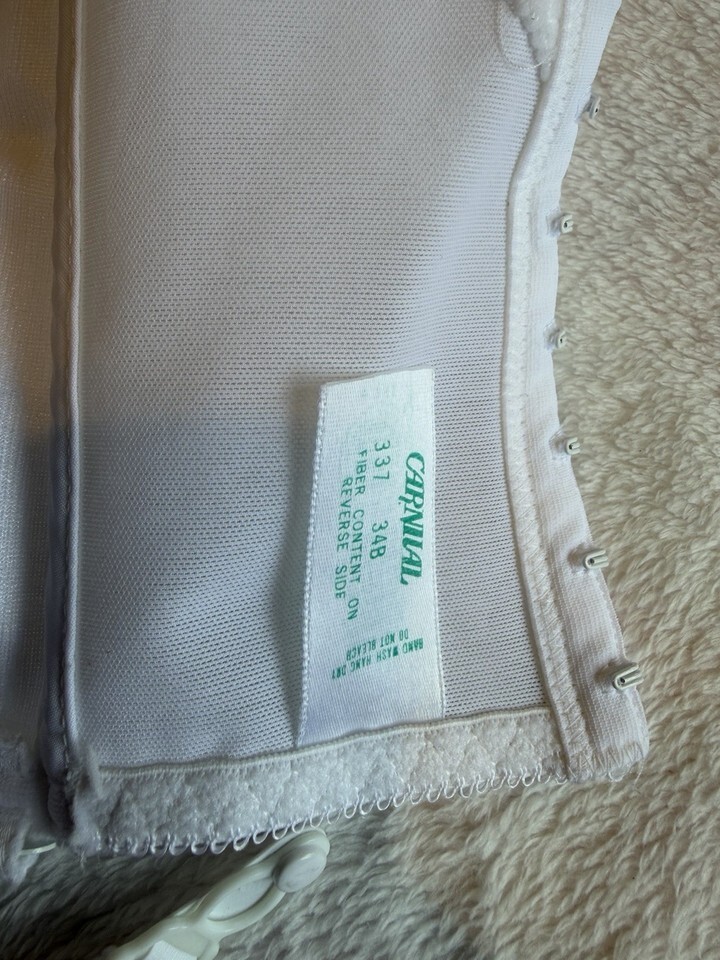 CARNIVAL
337 34B
FIBER CONTENT ON
REVERSE SIDE
HAND WASH HANG DRY
DO NOT BLEACH